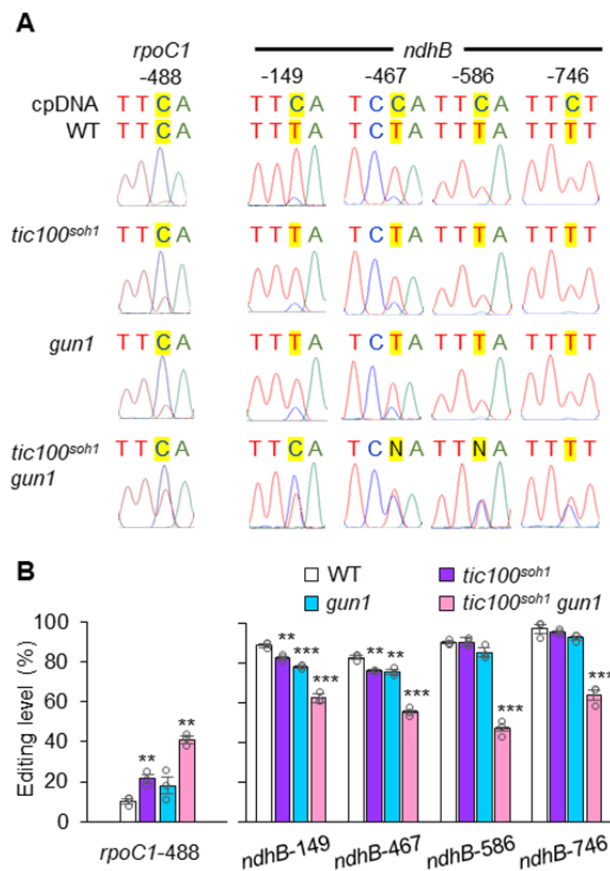 A
rpoC1 ndhB
-488 -149 -467 -586 -746
cpDNA T T C A T T C A T C C A T T C A T T C T
WT T T C A T T T A T C T A T T T A T T T T
tic100soh1 T T C A T T T A T C T A T T T A T T T T
gun1 T T C A T T T A T C T A T T T A T T T T
tic100soh1 gun1 T T C A T T C A T C N A T T N A T T T T
B
WT tic100soh1
gun1 tic100soh1 gun1
Editing level (%)
100
80
60
40
20
0
** ** ** *** *** ** ** *** *** ***
rpoC1-488 ndhB-149 ndhB-467 ndhB-586 ndhB-746